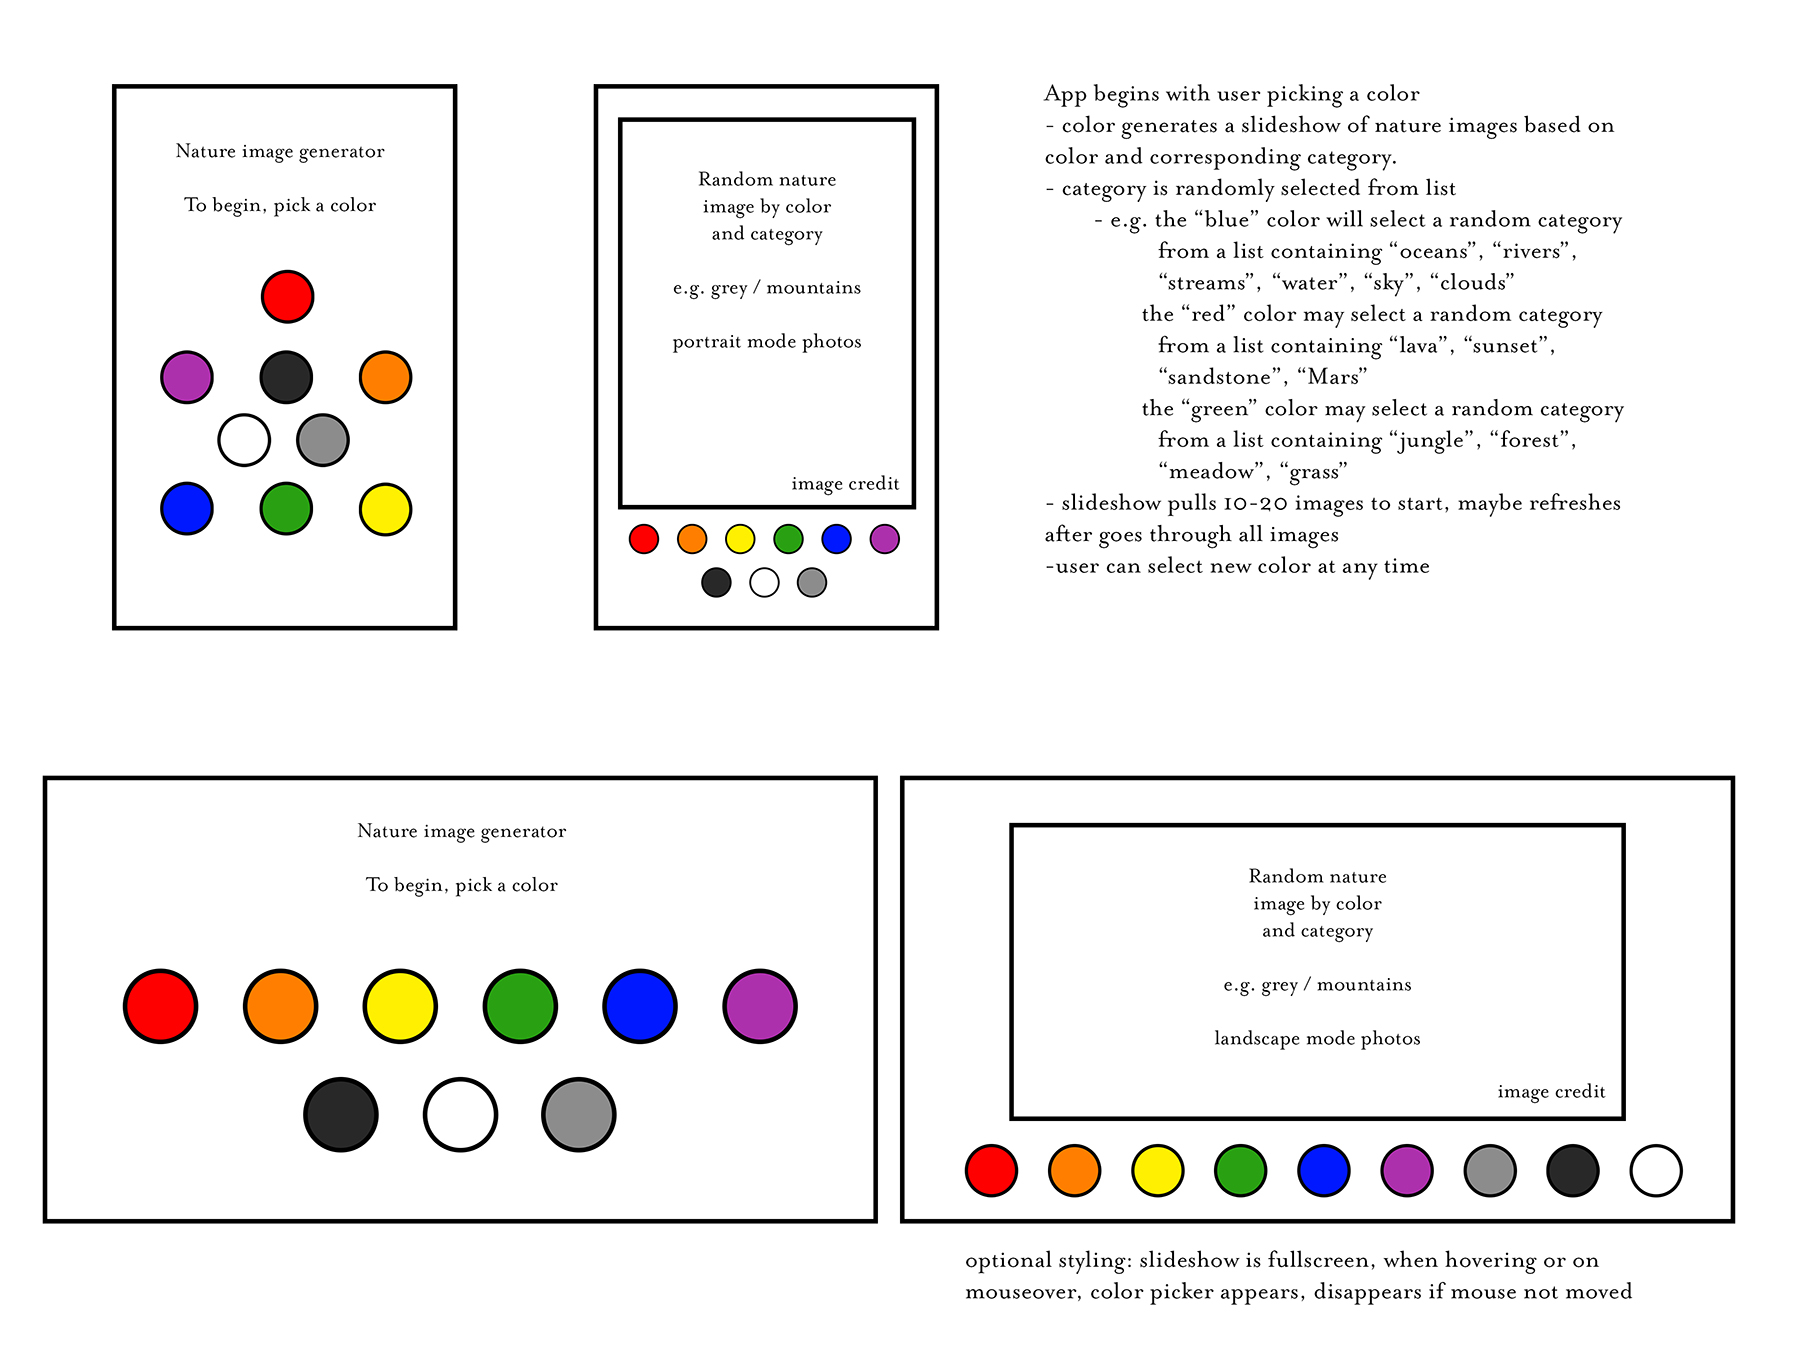 Nature image generator
To begin, pick a color
Random nature
image by color
and category
e.g. grey / mountains
portrait mode photos
image credit
App begins with user picking a color
- color generates a slideshow of nature images based on
color and corresponding category.
- category is randomly selected from list
- e.g. the “blue” color will select a random category
from a list containing “oceans”, “rivers”,
“streams”, “water”, “sky”, “clouds”
the “red” color may select a random category
from a list containing “lava”, “sunset”,
“sandstone”, “Mars”
the “green” color may select a random category
from a list containing “jungle”, “forest”,
“meadow”, “grass”
- slideshow pulls 10-20 images to start, maybe refreshes
after goes through all images
-user can select new color at any time
Nature image generator
To begin, pick a color
Random nature
image by color
and category
e.g. grey / mountains
landscape mode photos
image credit
optional styling: slideshow is fullscreen, when hovering or on
mouseover, color picker appears, disappears if mouse not moved